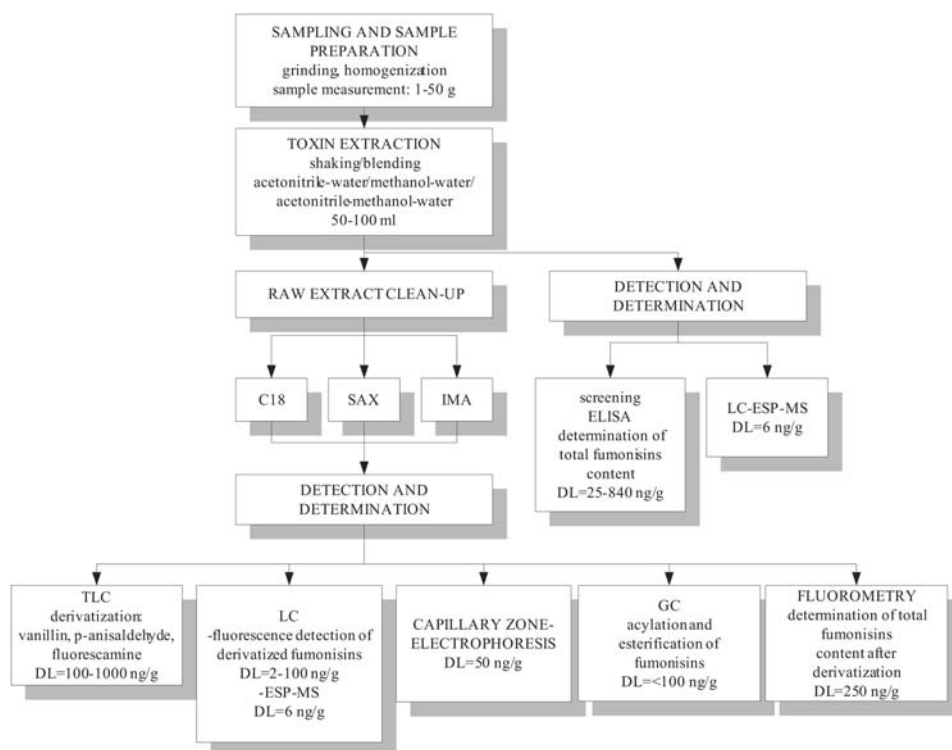 SAMPLING AND SAMPLE
PREPARATION
grinding, homogenization
sample measurement: 1-50 g
TOXIN EXTRACTION
shaking/blending
acetonitrile-water/methanol-water/
acetonitrile-methanol-water
50-100 ml
RAW EXTRACT CLEAN-UP
DETECTION AND
DETERMINATION
C18
SAX
IMA
screening
ELISA
determination of
total fumonisins
content
DL=25-840 ng/g
LC-ESP-MS
DL=6 ng/g
DETECTION AND
DETERMINATION
TLC
derivatization:
vanillin, p-anisaldehyde,
fluorescamine
DL=100-1000 ng/g
LC
-fluorescence detection of
derivatized fumonisins
DL=2-100 ng/g
-ESP-MS
DL=6 ng/g
CAPILLARY ZONE-
ELECTROPHORESIS
DL=50 ng/g
GC
acylation and
esterification of
fumonisins
DL=<100 ng/g
FLUOROMETRY
determination of total
fumonisins
content after
derivatization
DL=250 ng/g